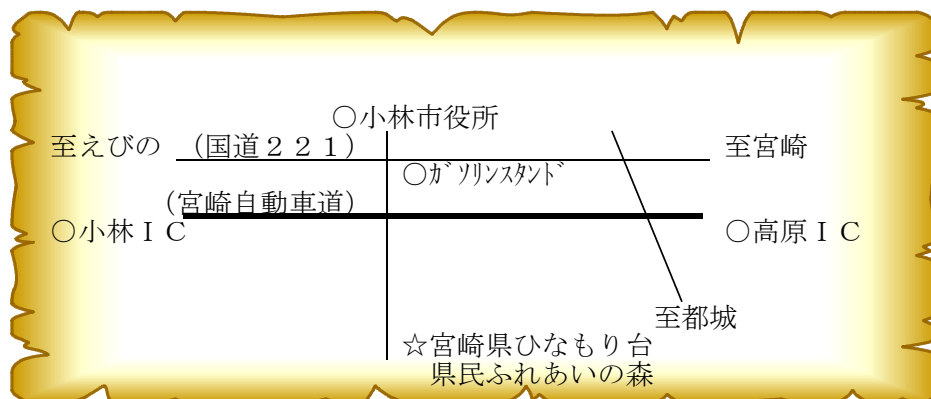 ○小林市役所
至えびの (国道２２１) 至宮崎
○ｶﾞｿﾘﾝｽﾀﾝﾄﾞ
(宮崎自動車道)
○小林ＩＣ ○高原ＩＣ
至都城
☆宮崎県ひなもり台
県民ふれあいの森